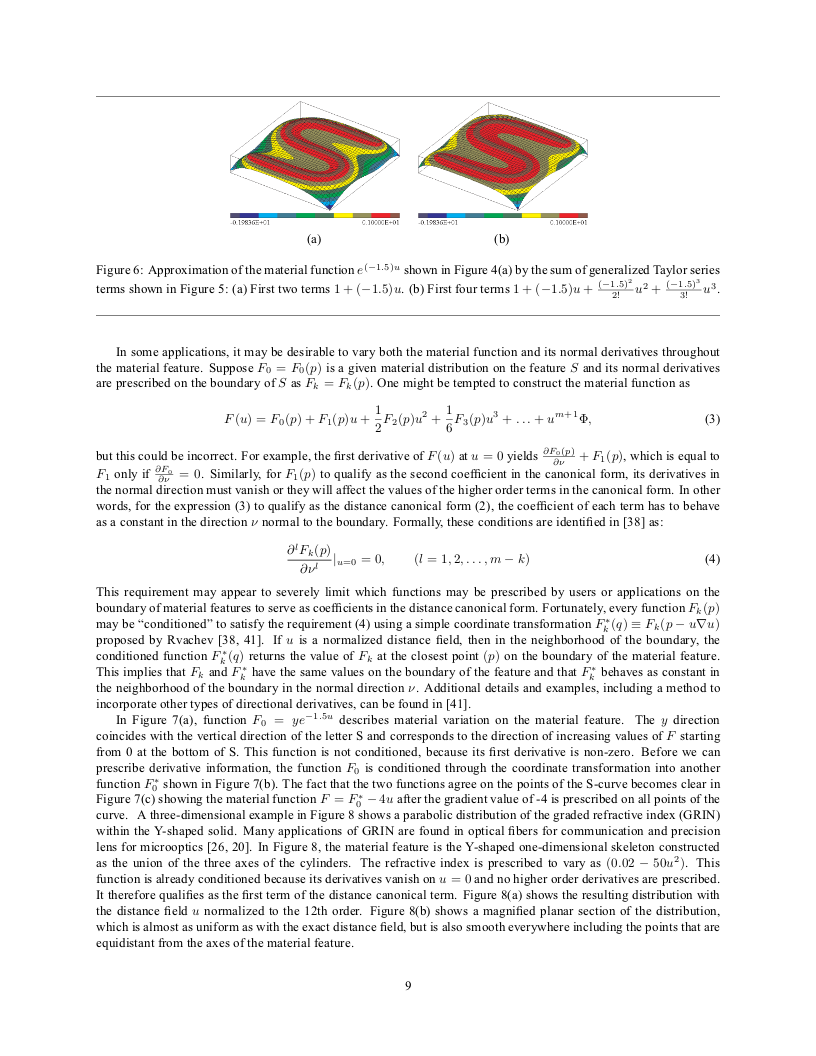 -0.19836E+01 0.10000E+01 -0.19836E+01 0.10000E+01
(a) (b)
Figure 6: Approximation of the material function e^{(−1.5)u} shown in Figure 4(a) by the sum of generalized Taylor series
terms shown in Figure 5: (a) First two terms 1 + (−1.5)u. (b) First four terms 1 + (−1.5)u + \frac{(−1.5)^2}{2!}u^2 + \frac{(−1.5)^3}{3!}u^3.
In some applications, it may be desirable to vary both the material function and its normal derivatives throughout
the material feature. Suppose F_0 = F_0(p) is a given material distribution on the feature S and its normal derivatives
are prescribed on the boundary of S as F_k = F_k(p). One might be tempted to construct the material function as
F(u) = F_0(p) + F_1(p)u + \frac{1}{2}F_2(p)u^2 + \frac{1}{6}F_3(p)u^3 + . . . + u^{m+1}Φ, (3)
but this could be incorrect. For example, the first derivative of F(u) at u = 0 yields \frac{∂F_0(p)}{∂ν} + F_1(p), which is equal to
F_1 only if \frac{∂F_0}{∂ν} = 0. Similarly, for F_1(p) to qualify as the second coefficient in the canonical form, its derivatives in
the normal direction must vanish or they will affect the values of the higher order terms in the canonical form. In other
words, for the expression (3) to qualify as the distance canonical form (2), the coefficient of each term has to behave
as a constant in the direction ν normal to the boundary. Formally, these conditions are identified in [38] as:
\frac{∂^l F_k(p)}{∂ν^l}|_{u=0} = 0, (l = 1, 2, . . . , m − k) (4)
This requirement may appear to severely limit which functions may be prescribed by users or applications on the
boundary of material features to serve as coefficients in the distance canonical form. Fortunately, every function F_k(p)
may be “conditioned” to satisfy the requirement (4) using a simple coordinate transformation F_k^*(q) ≡ F_k(p − u∇u)
proposed by Rvachev [38, 41]. If u is a normalized distance field, then in the neighborhood of the boundary, the
conditioned function F_k^*(q) returns the value of F_k at the closest point (p) on the boundary of the material feature.
This implies that F_k and F_k^* have the same values on the boundary of the feature and that F_k^* behaves as constant in
the neighborhood of the boundary in the normal direction ν. Additional details and examples, including a method to
incorporate other types of directional derivatives, can be found in [41].
In Figure 7(a), function F_0 = ye^{−1.5u} describes material variation on the material feature. The y direction
coincides with the vertical direction of the letter S and corresponds to the direction of increasing values of F starting
from 0 at the bottom of S. This function is not conditioned, because its first derivative is non-zero. Before we can
prescribe derivative information, the function F_0 is conditioned through the coordinate transformation into another
function F_0^* shown in Figure 7(b). The fact that the two functions agree on the points of the S-curve becomes clear in
Figure 7(c) showing the material function F = F_0^* − 4u after the gradient value of -4 is prescribed on all points of the
curve. A three-dimensional example in Figure 8 shows a parabolic distribution of the graded refractive index (GRIN)
within the Y-shaped solid. Many applications of GRIN are found in optical fibers for communication and precision
lens for microoptics [26, 20]. In Figure 8, the material feature is the Y-shaped one-dimensional skeleton constructed
as the union of the three axes of the cylinders. The refractive index is prescribed to vary as (0.02 − 50u^2). This
function is already conditioned because its derivatives vanish on u = 0 and no higher order derivatives are prescribed.
It therefore qualifies as the first term of the distance canonical term. Figure 8(a) shows the resulting distribution with
the distance field u normalized to the 12th order. Figure 8(b) shows a magnified planar section of the distribution,
which is almost as uniform as with the exact distance field, but is also smooth everywhere including the points that are
equidistant from the axes of the material feature.
9